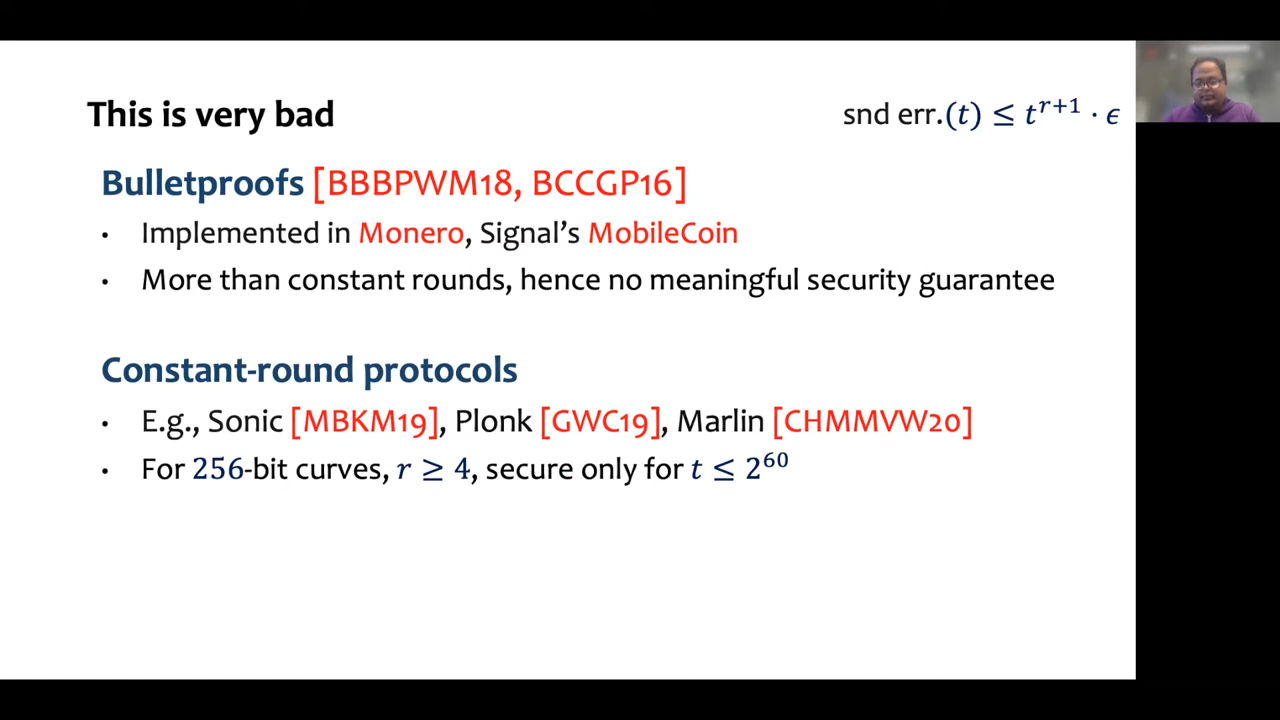 This is very bad
snd err.(t) ≤ t^{r+1} · ϵ
Bulletproofs [BBBPWM18, BCCGP16]
• Implemented in Monero, Signal’s MobileCoin
• More than constant rounds, hence no meaningful security guarantee
Constant-round protocols
• E.g., Sonic [MBKM19], Plonk [GWC19], Marlin [CHMMVW20]
• For 256-bit curves, r ≥ 4, secure only for t ≤ 2^{60}